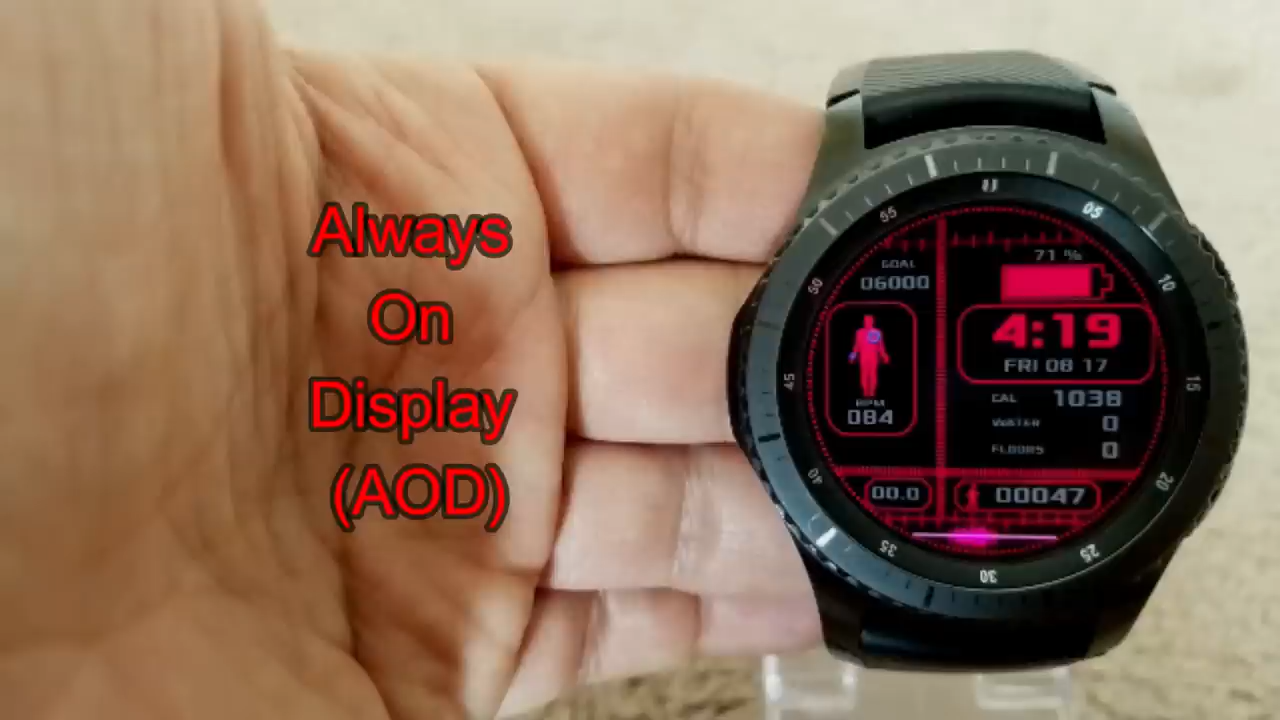 Always
On
Display
(AOD)
55
05
50
10
45
15
40
20
35
25
30
GOAL
06000
71 %
4:19
FRI 08 17
BPM
084
CAL 1038
WATER 0
FLOORS 0
00.0
00047